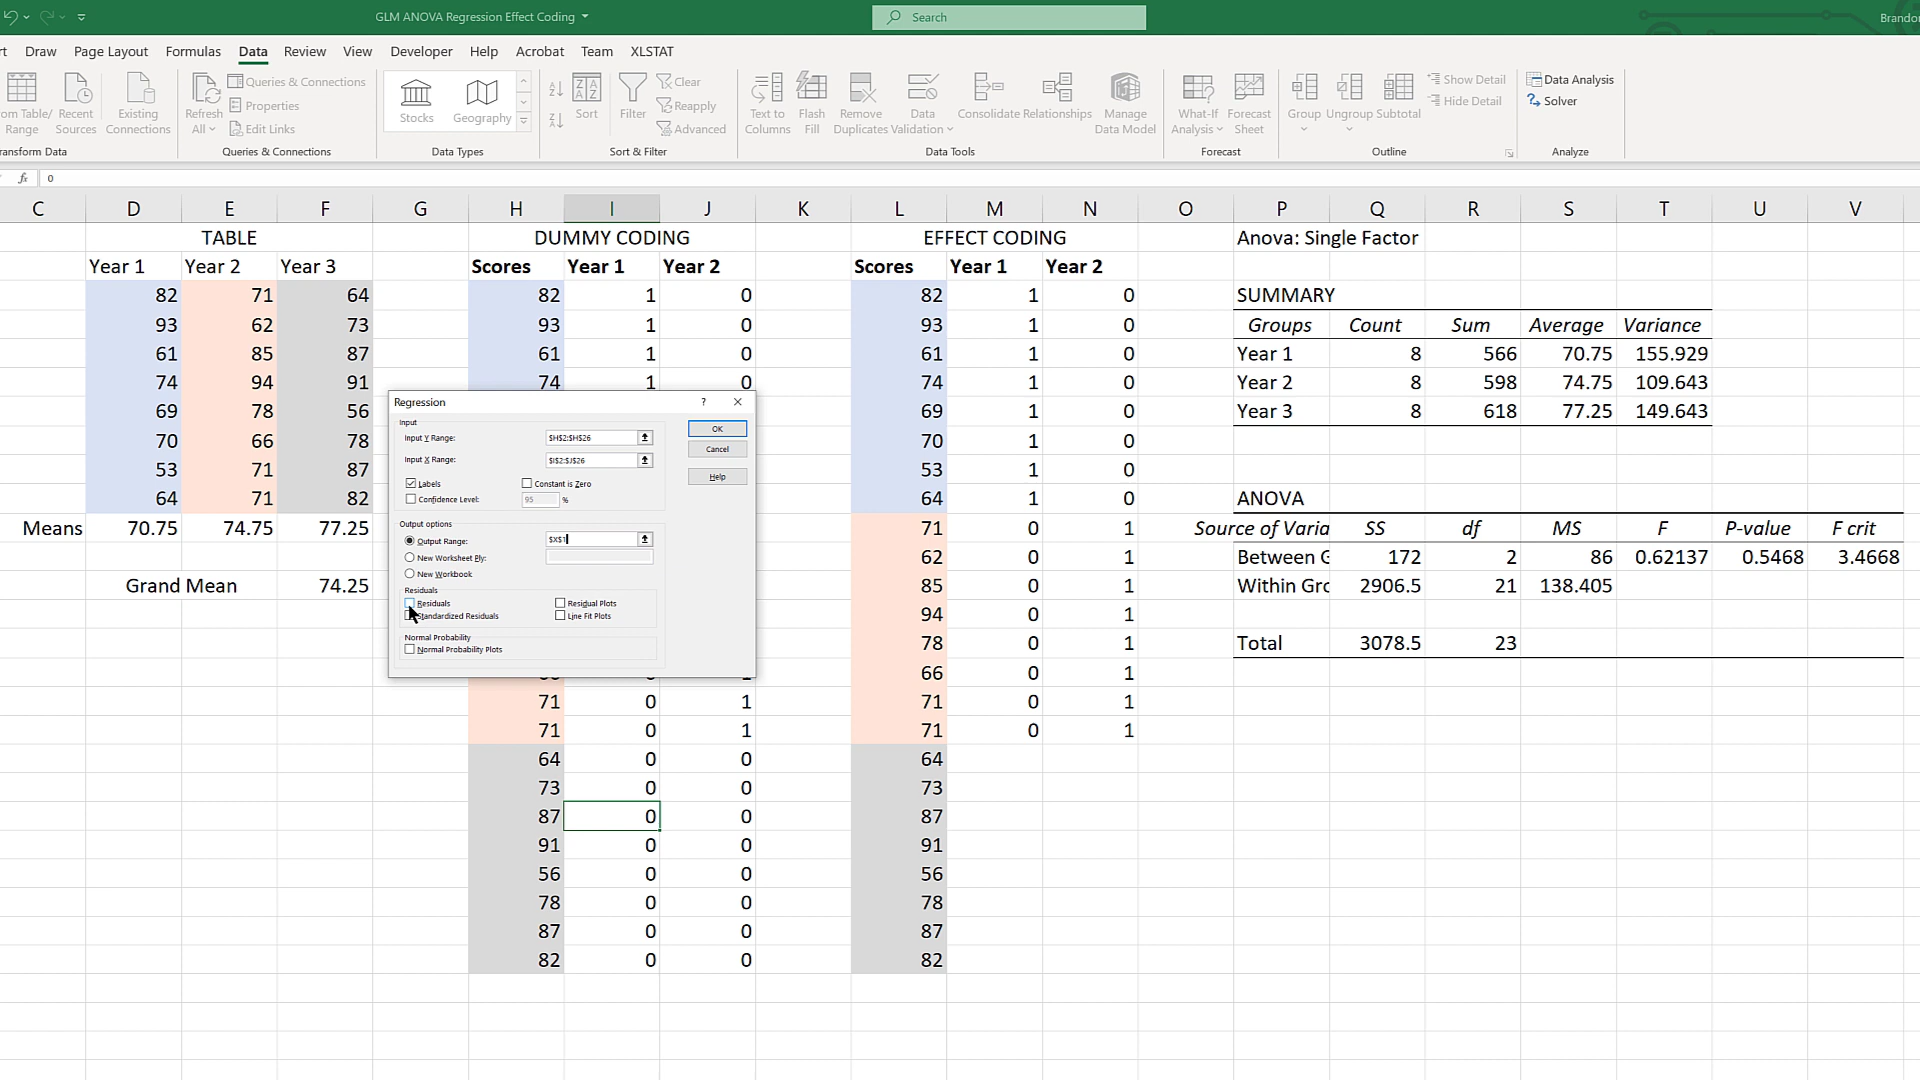 GLM ANOVA Regression Effect Coding
Search
Brando
rt Draw Page Layout Formulas Data Review View Developer Help Acrobat Team XLSTAT
om Table/ Range
Recent Sources
Existing Connections
Refresh All
Queries & Connections
Properties
Edit Links
Stocks
Geography
Sort
Filter
Clear
Reapply
Advanced
Text to Columns
Flash Fill
Remove Duplicates
Data Validation
Consolidate
Relationships
Manage Data Model
What-If Analysis
Forecast Sheet
Group
Ungroup
Subtotal
Show Detail
Hide Detail
Data Analysis
Solver
ransform Data
Queries & Connections
Data Types
Sort & Filter
Data Tools
Forecast
Outline
Analyze
fx 0
C D E F G H I J K L M N O P Q R S T U V
TABLE DUMMY CODING EFFECT CODING Anova: Single Factor
Year 1 Year 2 Year 3 Scores Year 1 Year 2 Scores Year 1 Year 2
82 71 64 82 1 0 82 1 0 SUMMARY
93 62 73 93 1 0 93 1 0 Groups Count Sum Average Variance
61 85 87 61 1 0 61 1 0 Year 1 8 566 70.75 155.929
74 94 91 74 1 0 74 1 0 Year 2 8 598 74.75 109.643
69 78 56 69 1 0 Year 3 8 618 77.25 149.643
70 66 78 70 1 0
53 71 87 53 1 0
64 71 82 64 1 0 ANOVA
Means 70.75 74.75 77.25 71 0 1 Source of Varia SS df MS F P-value F crit
62 0 1 Between G 172 2 86 0.62137 0.5468 3.4668
Grand Mean 74.25 85 0 1 Within Gro 2906.5 21 138.405
94 0 1
78 0 1 Total 3078.5 23
66 0 1
71 0 1 71 0 1
71 0 1 71 0 1
64 0 0 64
73 0 0 73
87 0 0 87
91 0 0 91
56 0 0 56
78 0 0 78
87 0 0 87
82 0 0 82
Regression ?
Input
Input Y Range: $H$2:$H$26
OK
Input X Range: $I$2:$J$26
Cancel
Labels Constant is Zero
Help
Confidence Level: 95 %
Output options
Output Range: $X$1
New Worksheet Ply:
New Workbook
Residuals
Residuals Residual Plots
Standardized Residuals Line Fit Plots
Normal Probability
Normal Probability Plots